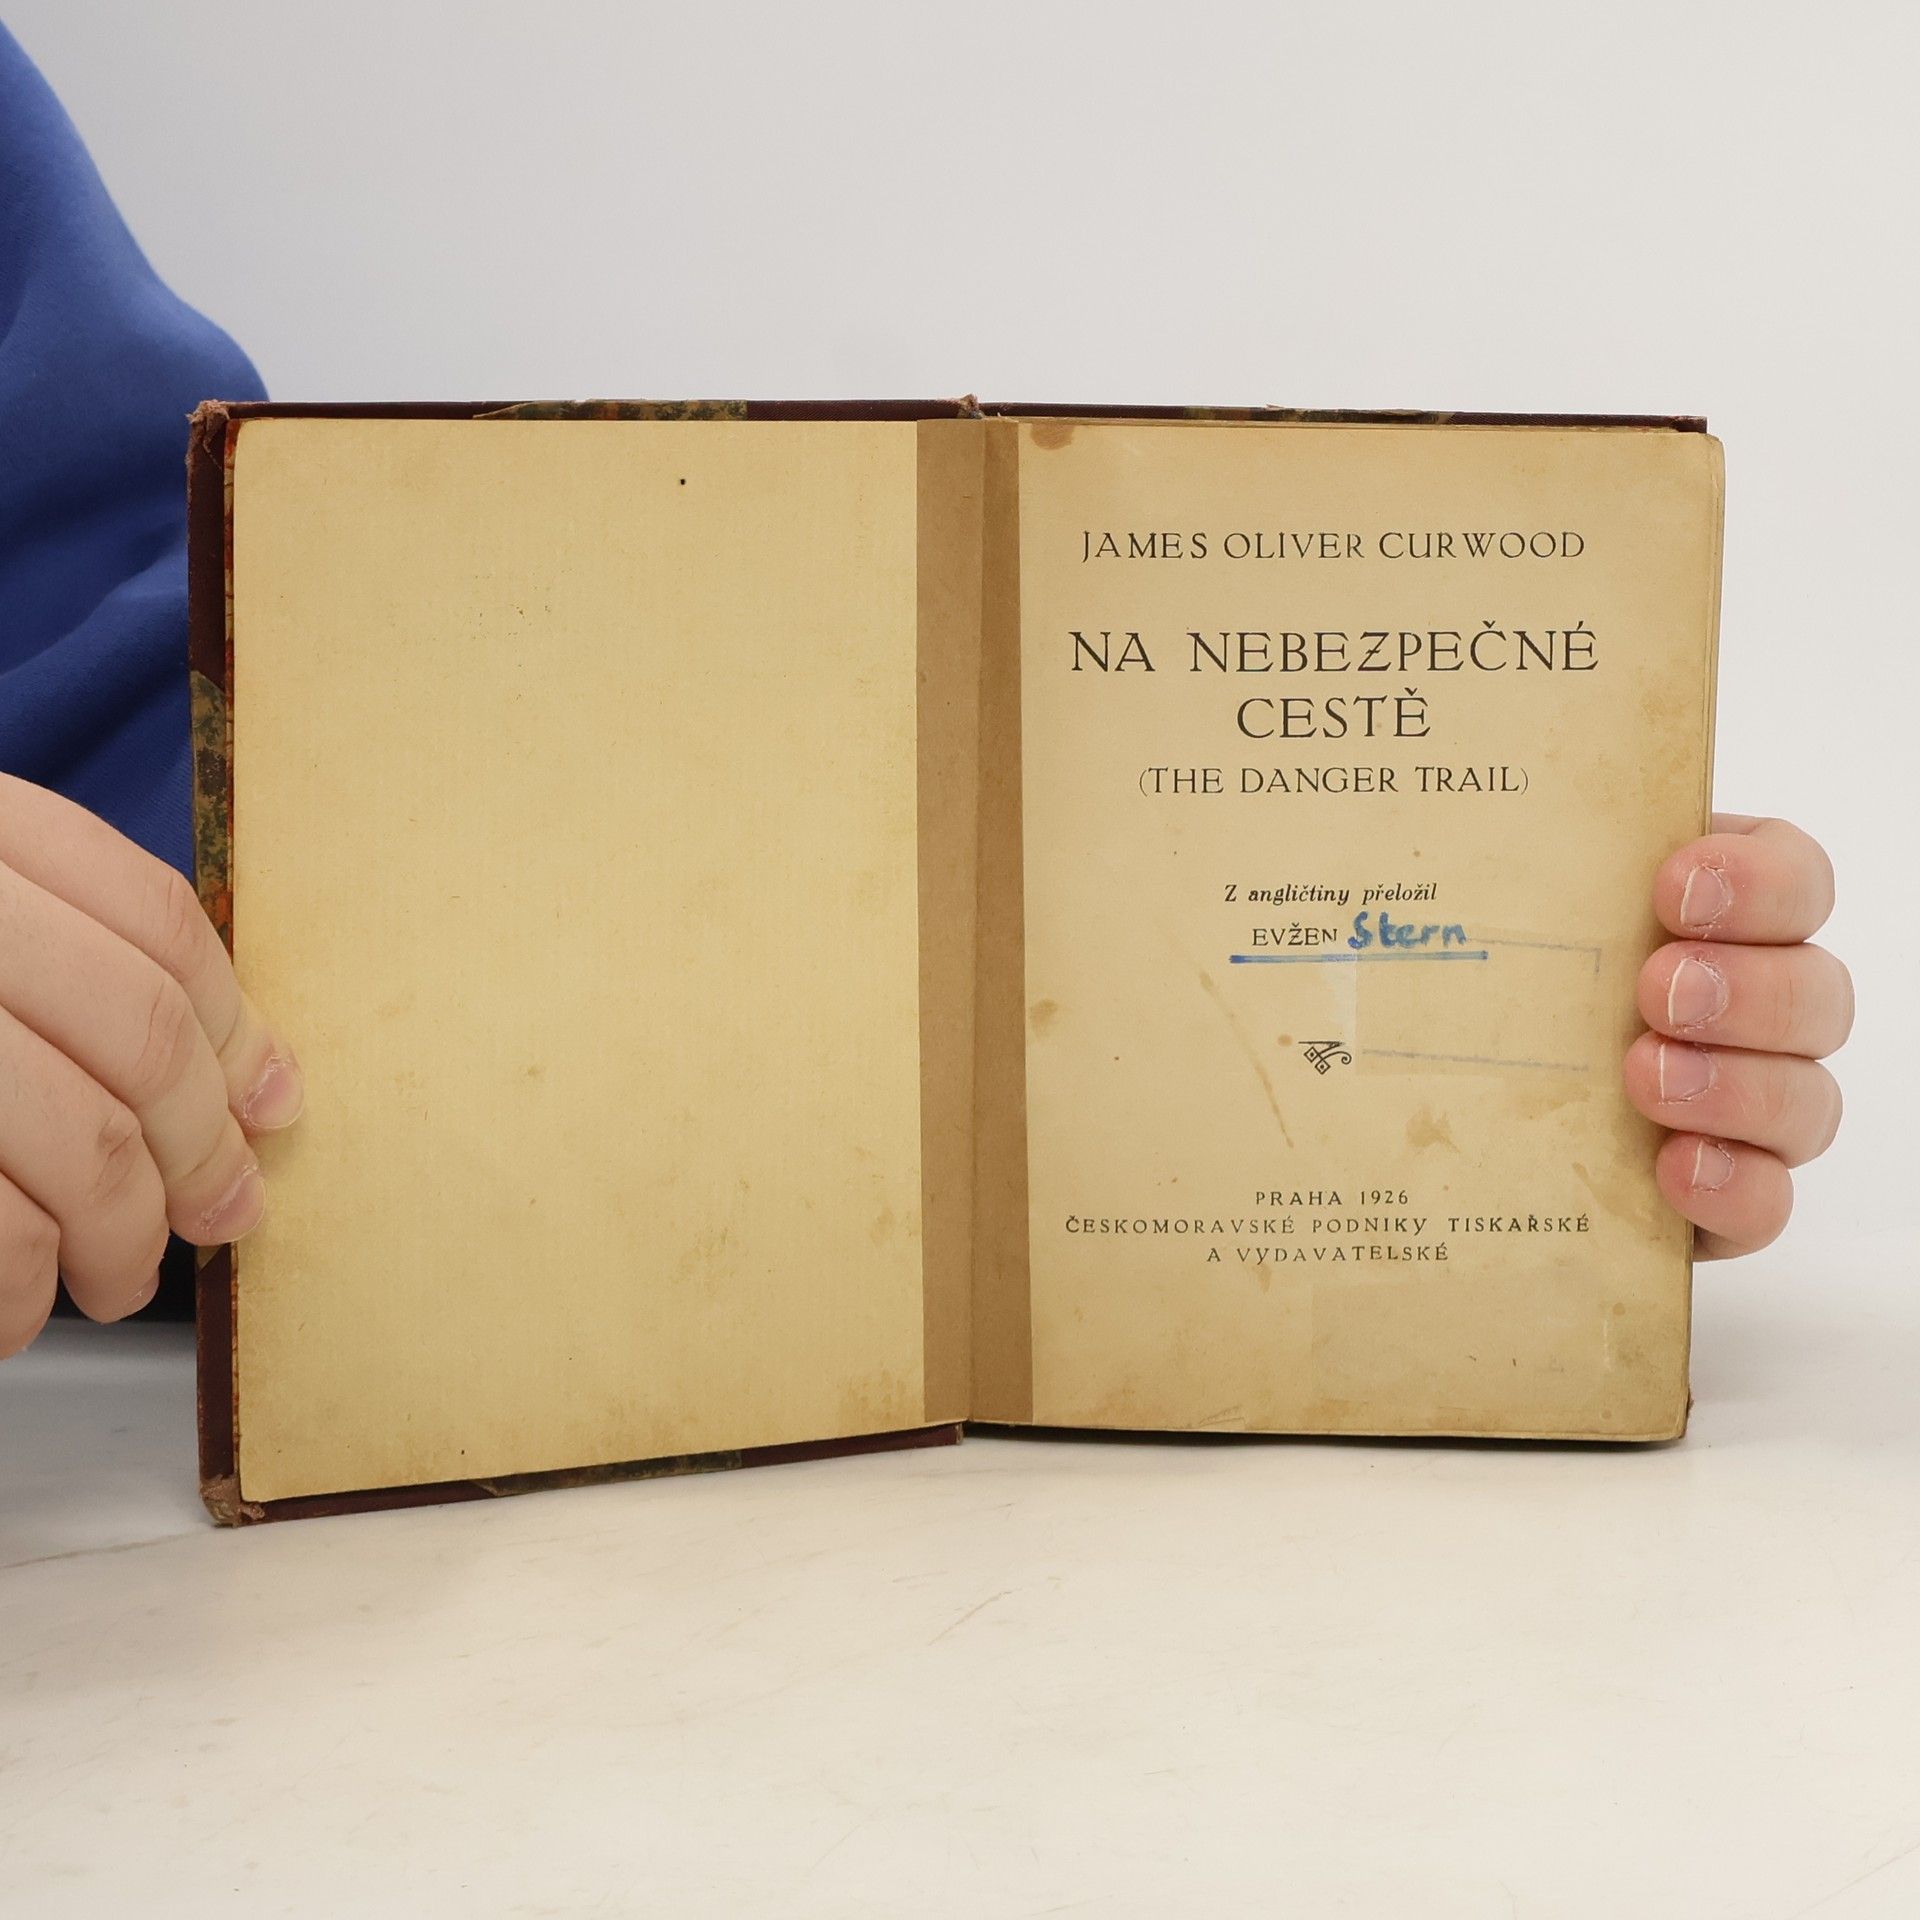 JAMES OLIVER CURWOOD
NA NEBEZPEČNÉ
CESTĚ
(THE DANGER TRAIL)
Z angličtiny přeložil
EVŽEN Stern
PRAHA 1926
ČESKOMORAVSKÉ PODNIKY TISKAŘSKÉ
A VYDAVATELSKÉ